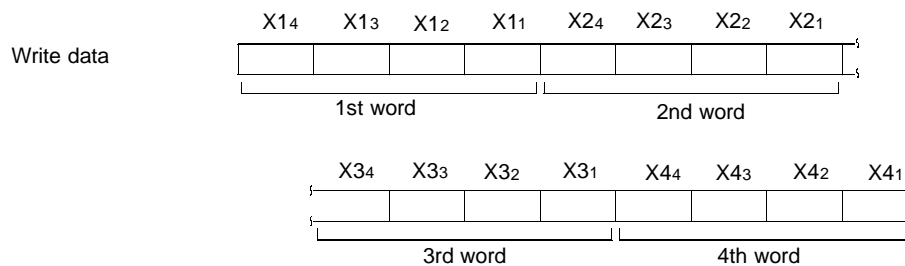 X14 X13 X12 X11 X24 X23 X22 X21
Write data
1st word 2nd word
X34 X33 X32 X31 X44 X43 X42 X41
3rd word 4th word